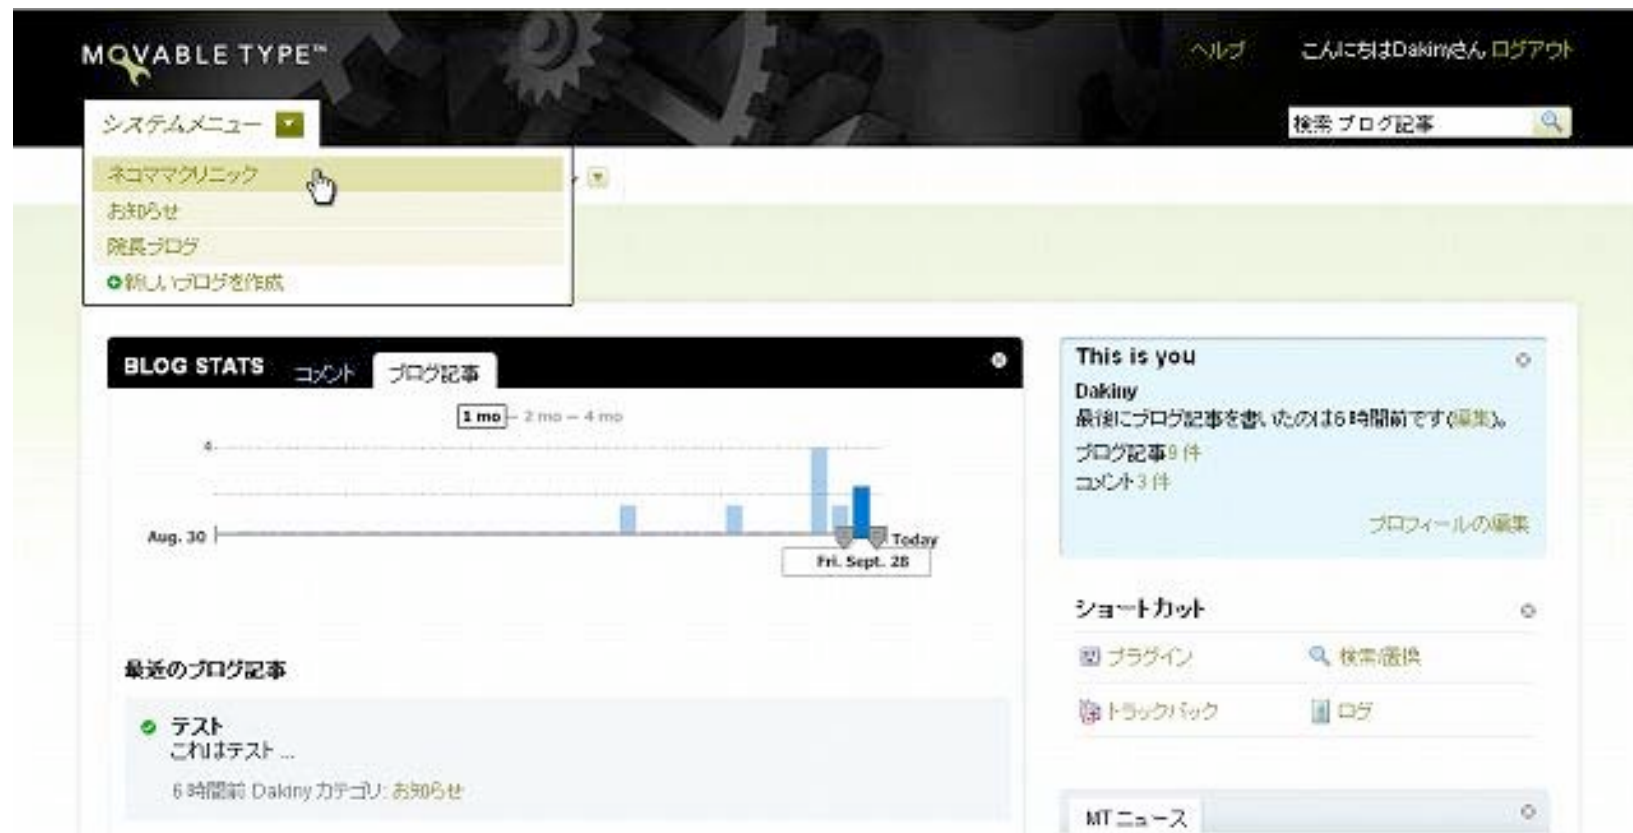 MOVABLE TYPE™
ヘルプ こんにちはDakinyさん ログアウト
システムメニュー
検索 ブログ記事
ネコママクリニック
お知らせ
院長ブログ
新しいブログを作成
BLOG STATS コメント ブログ記事
1 mo – 2 mo – 4 mo
4
Aug. 30
Today
Fri. Sept. 28
最近のブログ記事
テスト
これはテスト ...
6 時間前 Dakiny カテゴリ: お知らせ
This is you
Dakiny
最後にブログ記事を書いたのは6 時間前です(編集)。
ブログ記事9 件
コメント3 件
プロフィールの編集
ショートカット
プラグイン 検索/置換
トラックバック ログ
MT ニュース